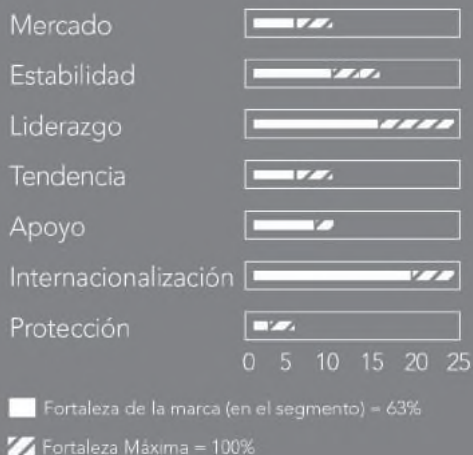 Mercado
Estabilidad
Liderazgo
Tendencia
Apoyo
Internacionalización
Protección
0 5 10 15 20 25
Fortaleza de la marca (en el segmento) = 63%
Fortaleza Máxima = 100%